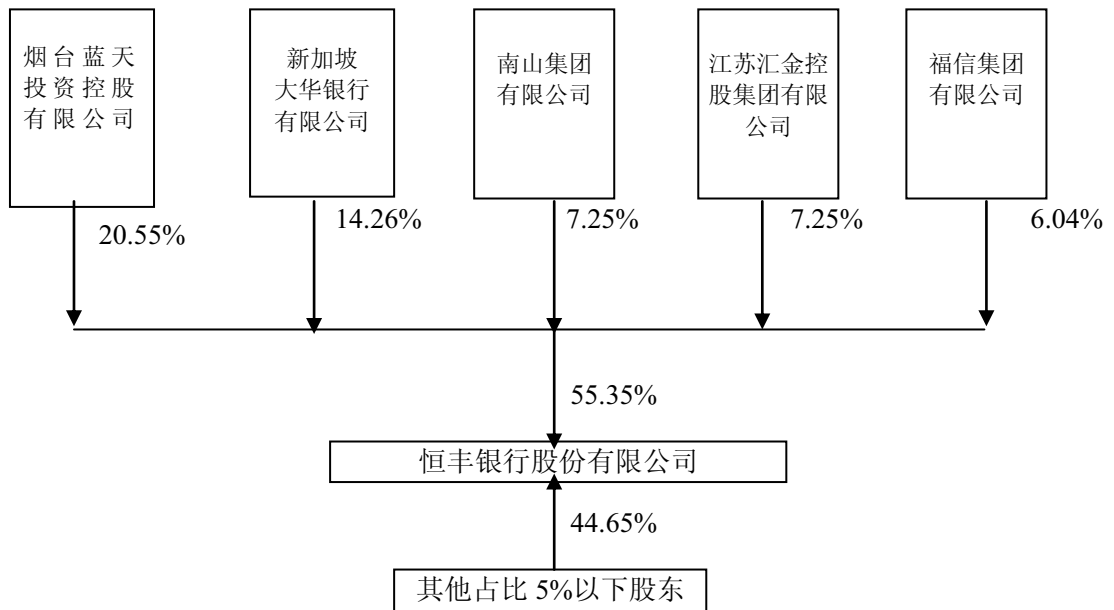 烟台蓝天
投资控股
有限公司
新加坡
大华银行
有限公司
南山集团
有限公司
江苏汇金控
股集团有限
公司
福信集团
有限公司
20.55%
14.26%
7.25%
7.25%
6.04%
55.35%
恒丰银行股份有限公司
44.65%
其他占比 5%以下股东